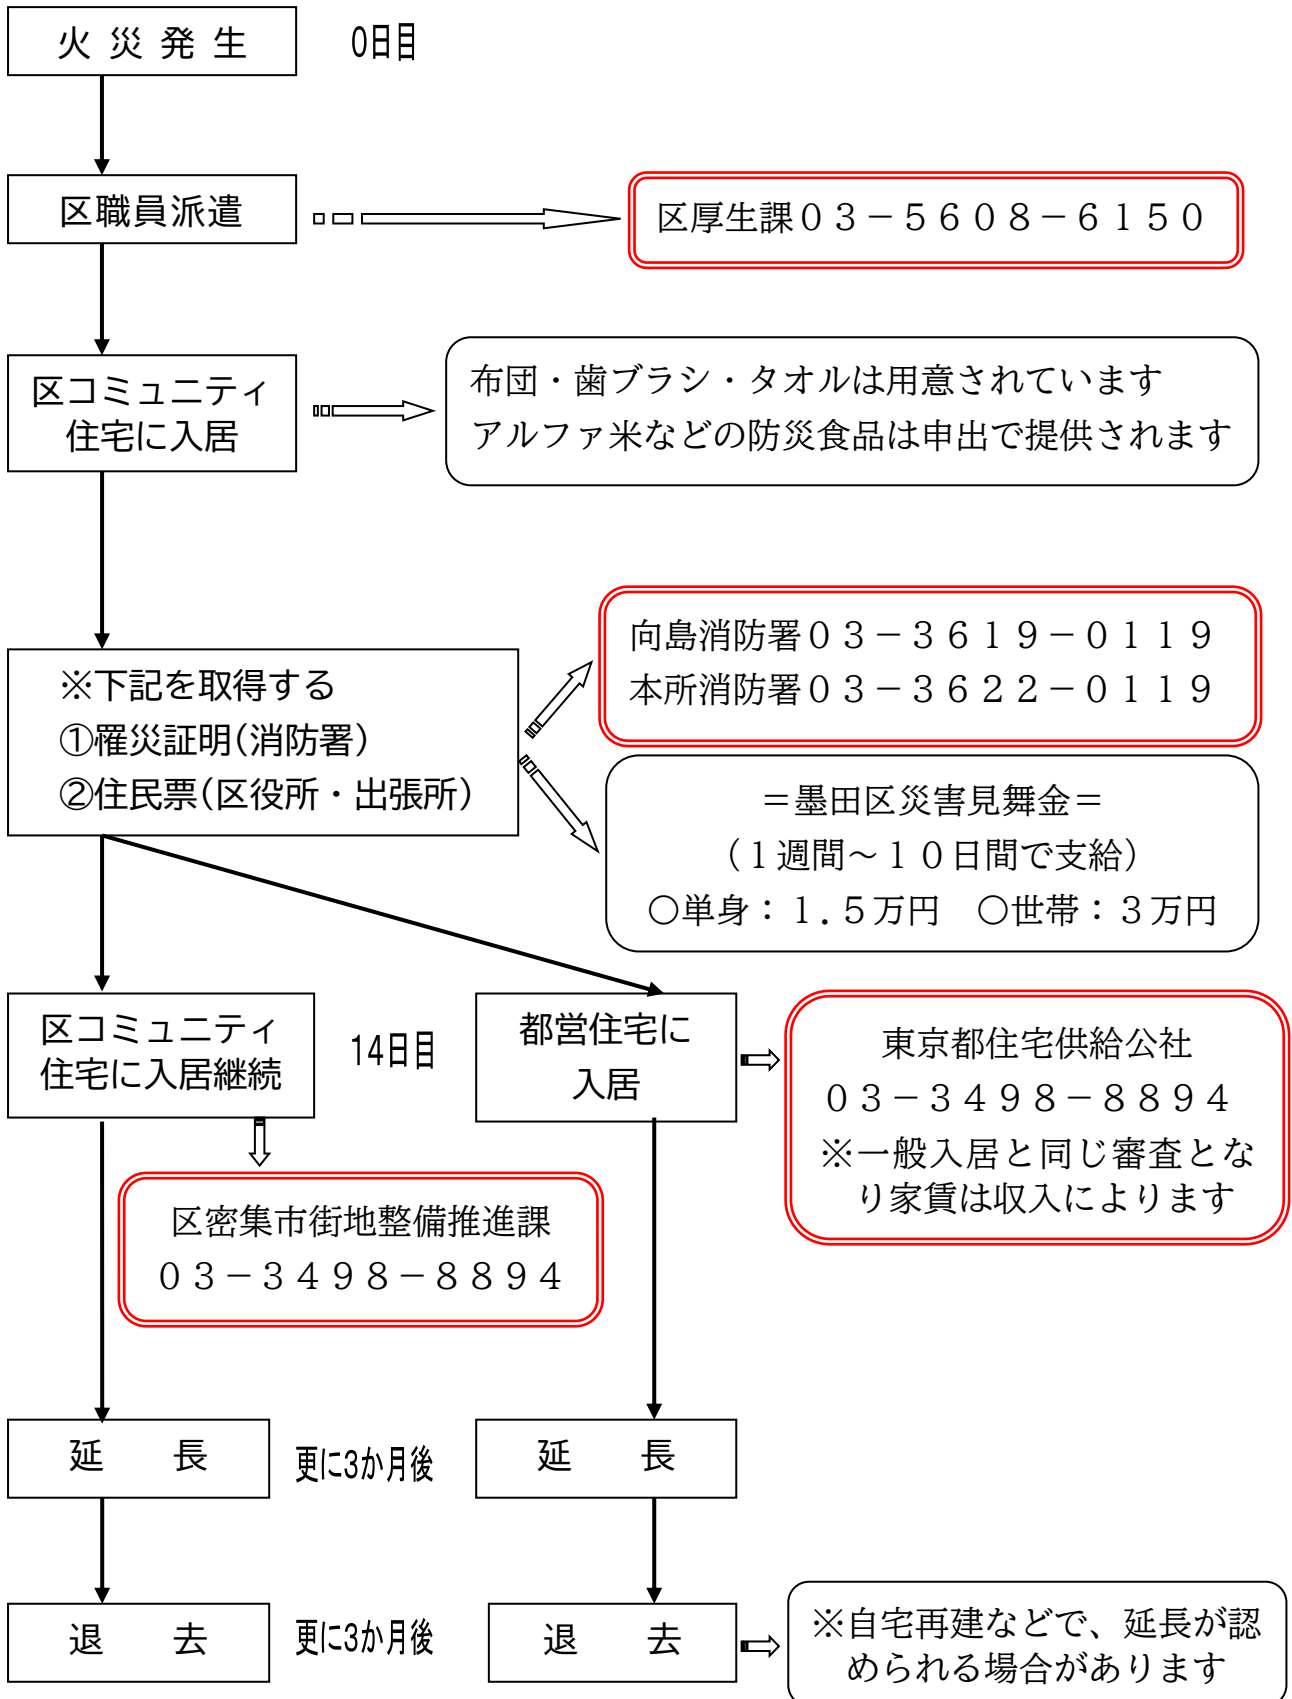 火災発生
0日目
区職員派遣
区厚生課０３－５６０８－６１５０
区コミュニティ
住宅に入居
布団・歯ブラシ・タオルは用意されています
アルファ米などの防災食品は申出で提供されます
※下記を取得する
①罹災証明(消防署)
②住民票(区役所・出張所)
向島消防署０３－３６１９－０１１９
本所消防署０３－３６２２－０１１９
＝墨田区災害見舞金＝
（１週間～１０日間で支給）
○単身：１.５万円　○世帯：３万円
区コミュニティ
住宅に入居継続
14日目
都営住宅に
入居
東京都住宅供給公社
０３－３４９８－８８９４
※一般入居と同じ審査とな
り家賃は収入によります
区密集市街地整備推進課
０３－３４９８－８８９４
延　長
更に3か月後
延　長
退　去
更に3か月後
退　去
※自宅再建などで、延長が認
められる場合があります